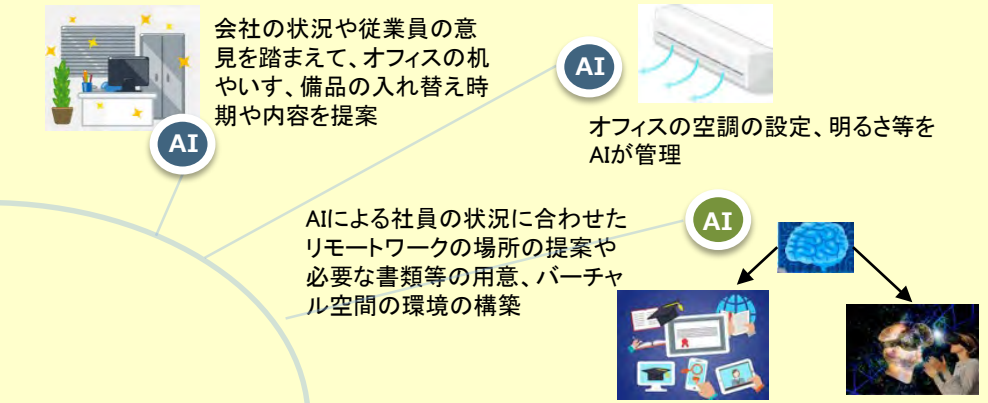 会社の状況や従業員の意
見を踏まえて、オフィスの机
やいす、備品の入れ替え時
期や内容を提案
AI
AI
オフィスの空調の設定、明るさ等を
AIが管理
AIによる社員の状況に合わせた
リモートワークの場所の提案や
必要な書類等の用意、バーチャ
ル空間の環境の構築
AI